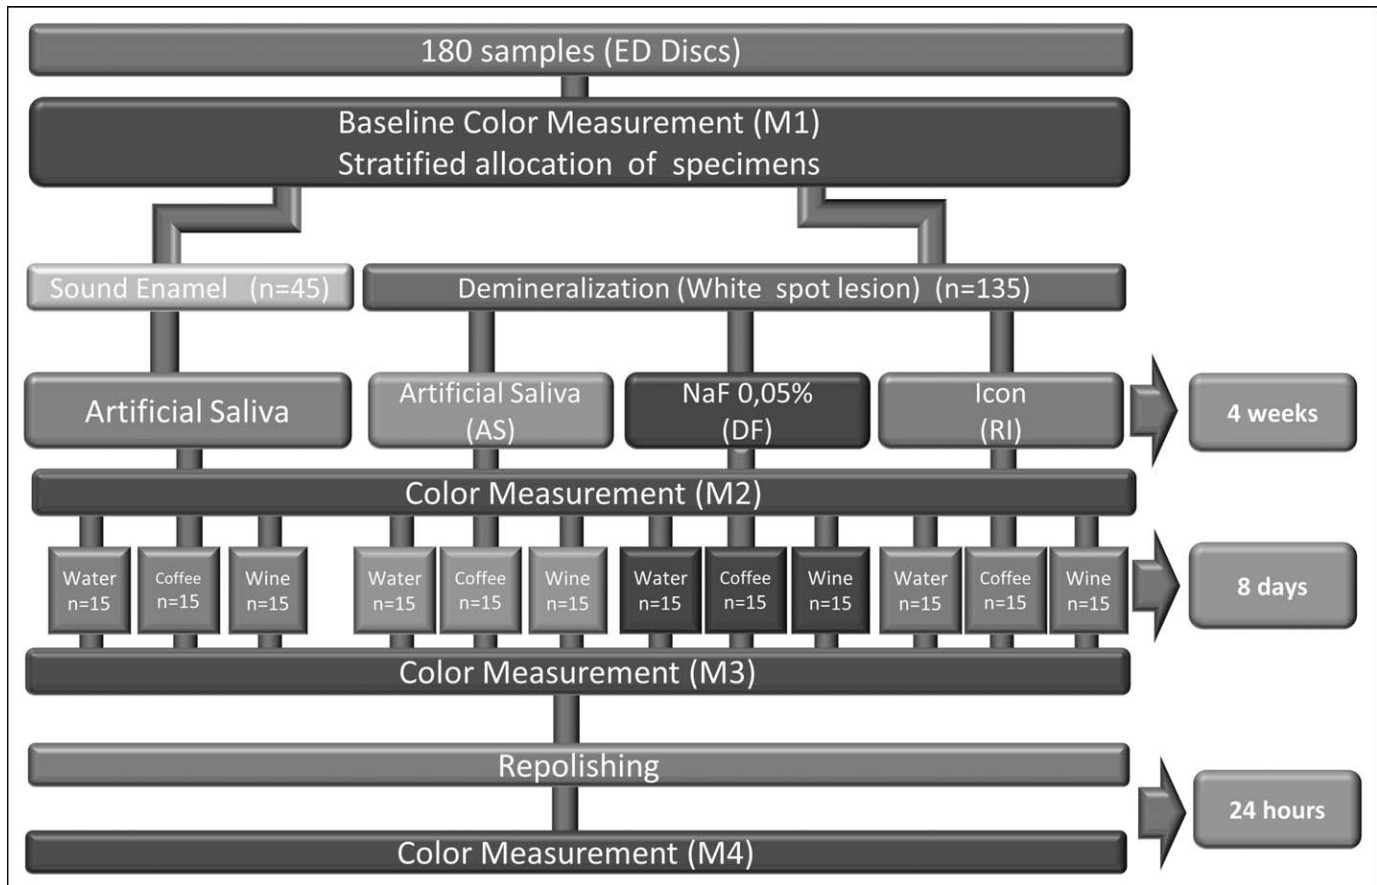 180 samples (ED Discs)
Baseline Color Measurement (M1)
Stratified allocation of specimens
Sound Enamel (n=45)
Demineralization (White spot lesion) (n=135)
Artificial Saliva
Artificial Saliva
(AS)
NaF 0,05%
(DF)
Icon
(RI)
4 weeks
Color Measurement (M2)
Water
n=15
Coffee
n=15
Wine
n=15
Water
n=15
Coffee
n=15
Wine
n=15
Water
n=15
Coffee
n=15
Wine
n=15
Water
n=15
Coffee
n=15
Wine
n=15
8 days
Color Measurement (M3)
Repolishing
24 hours
Color Measurement (M4)